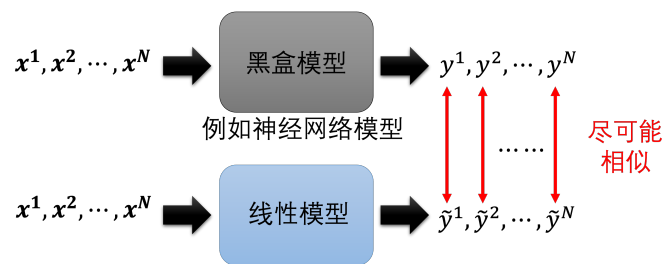 x¹, x², ⋯, xᴺ 黑盒模型 y¹, y², ⋯, yᴺ
例如神经网络模型
…… 尽可能
相似
x¹, x², ⋯, xᴺ 线性模型 ỹ¹, ỹ², ⋯, ỹᴺ